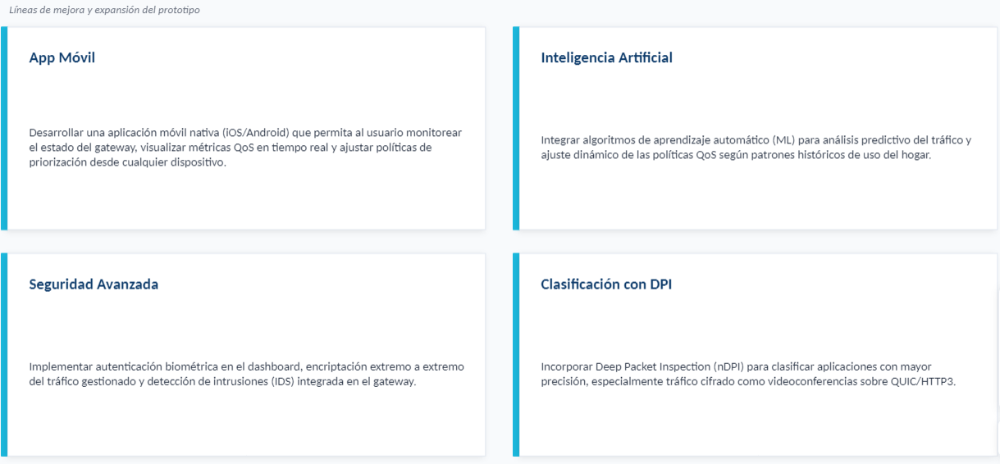 Líneas de mejora y expansión del prototipo
App Móvil
Desarrollar una aplicación móvil nativa (iOS/Android) que permita al usuario monitorear
el estado del gateway, visualizar métricas QoS en tiempo real y ajustar políticas de
priorización desde cualquier dispositivo.
Inteligencia Artificial
Integrar algoritmos de aprendizaje automático (ML) para análisis predictivo del tráfico y
ajuste dinámico de las políticas QoS según patrones históricos de uso del hogar.
Seguridad Avanzada
Implementar autenticación biométrica en el dashboard, encriptación extremo a extremo
del tráfico gestionado y detección de intrusiones (IDS) integrada en el gateway.
Clasificación con DPI
Incorporar Deep Packet Inspection (nDPI) para clasificar aplicaciones con mayor
precisión, especialmente tráfico cifrado como videoconferencias sobre QUIC/HTTP3.